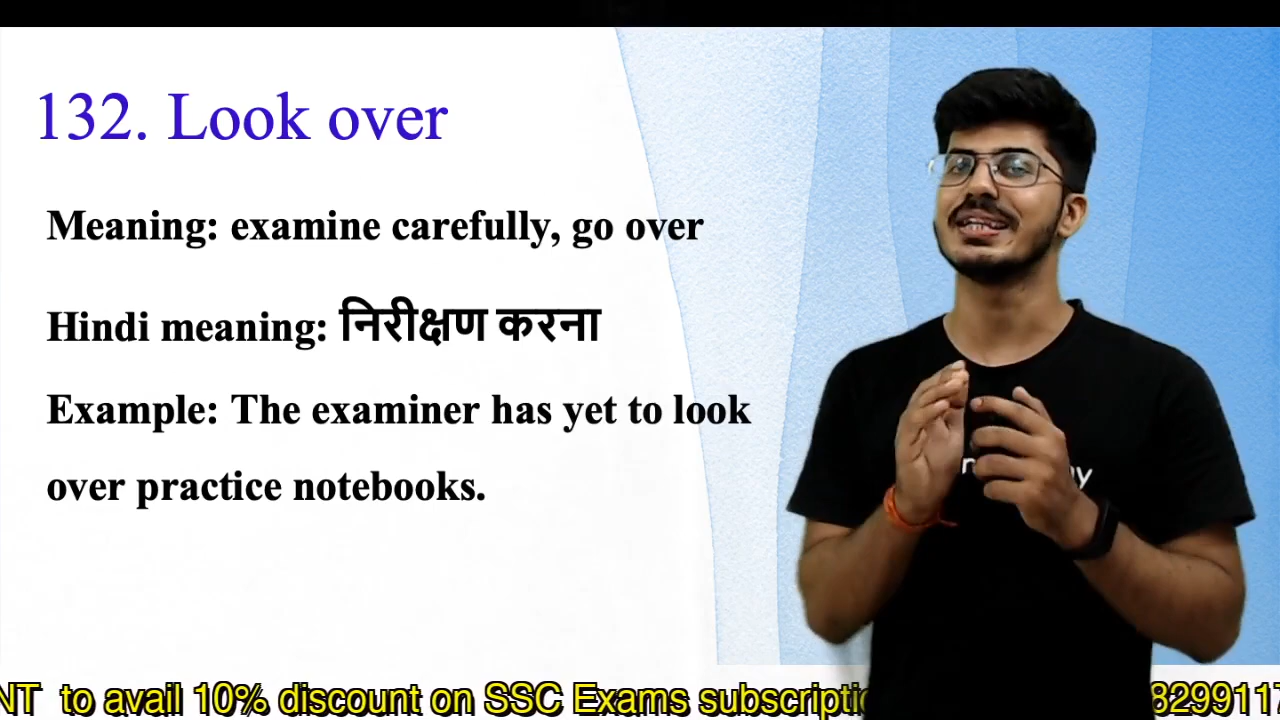 132. Look over
Meaning: examine carefully, go over
Hindi meaning: निरीक्षण करना
Example: The examiner has yet to look
over practice notebooks.
to avail 10% discount on SSC Exams